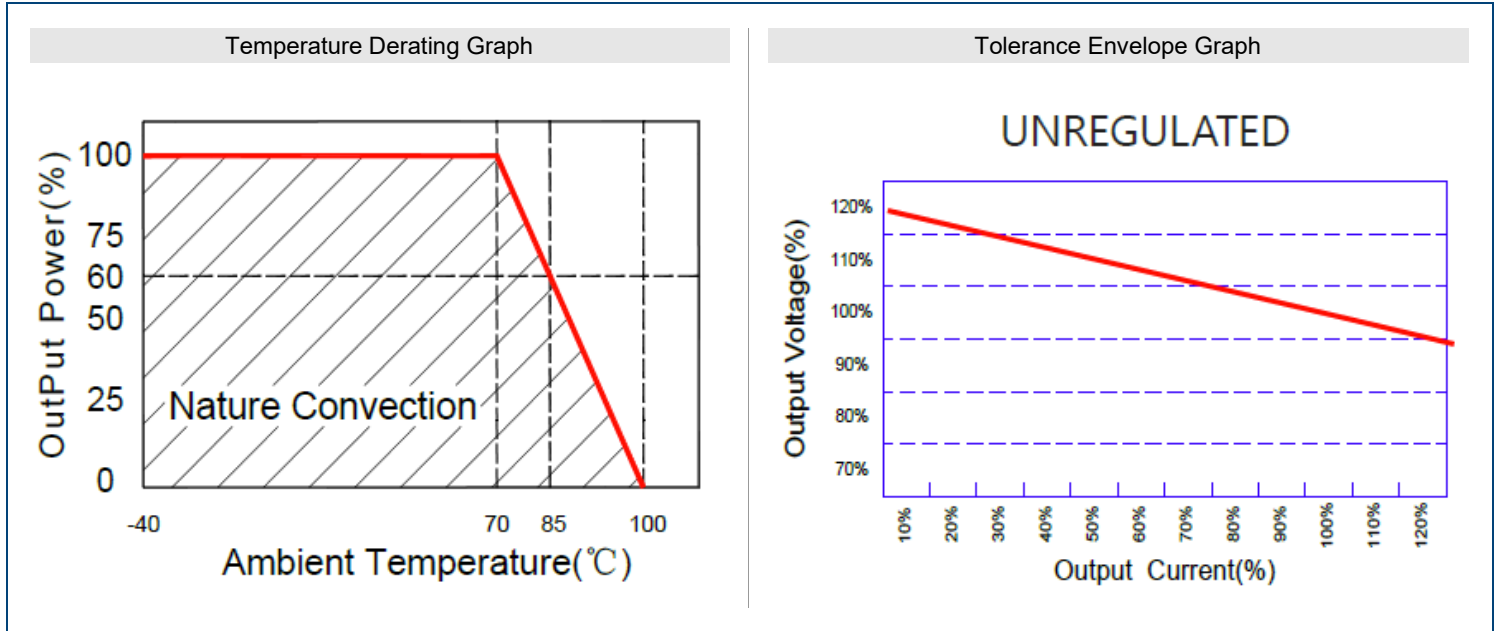 Temperature Derating Graph
OutPut Power(%)
100
75
60
50
25
0
Nature Convection
-40 70 85 100
Ambient Temperature(℃)
Tolerance Envelope Graph
UNREGULATED
Output Voltage(%)
120%
110%
100%
90%
80%
70%
10% 20% 30% 40% 50% 60% 70% 80% 90% 100% 110% 120%
Output Current(%)